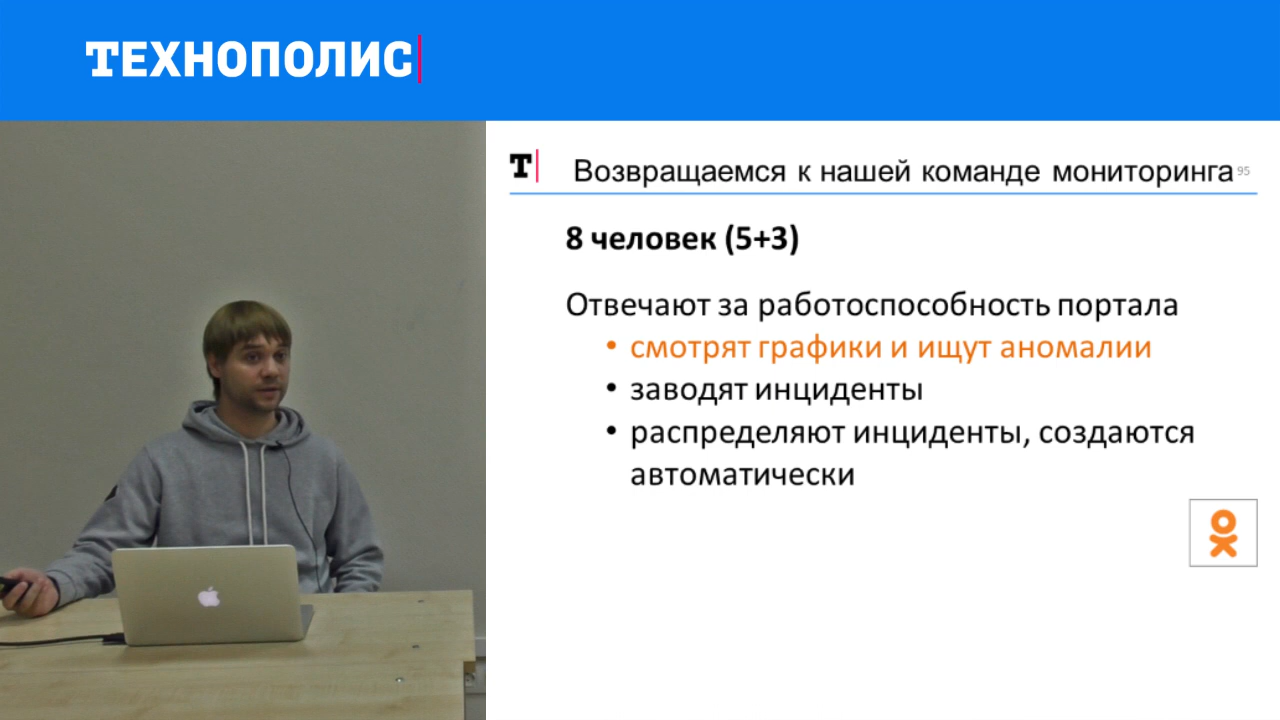 ТЕХНОПОЛИС
Т Возвращаемся к нашей команде мониторинга 95
8 человек (5+3)
Отвечают за работоспособность портала
• смотрят графики и ищут аномалии
• заводят инциденты
• распределяют инциденты, создаются
автоматически